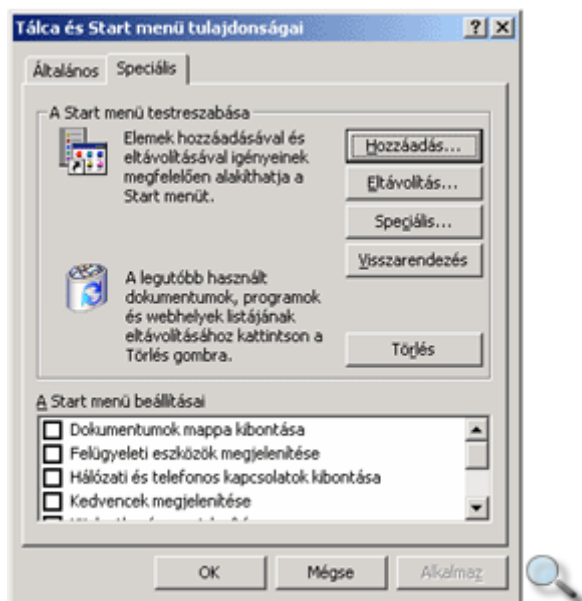 Tálca és Start menü tulajdonságai
Általános
Speciális
A Start menü testreszabása
Elemek hozzáadásával és
eltávolításával igényeinek
megfelelően alakíthatja a
Start menüt.
Hozzáadás...
Eltávolítás...
Speciális...
Visszarendezés
A legutóbb használt
dokumentumok, programok
és webhelyek listájának
eltávolításához kattintson a
Törlés gombra.
Törlés
A Start menü beállításai
Dokumentumok mappa kibontása
Felügyeleti eszközök megjelenítése
Hálózati és telefonos kapcsolatok kibontása
Kedvencek megjelenítése
OK
Mégse
Alkalmaz